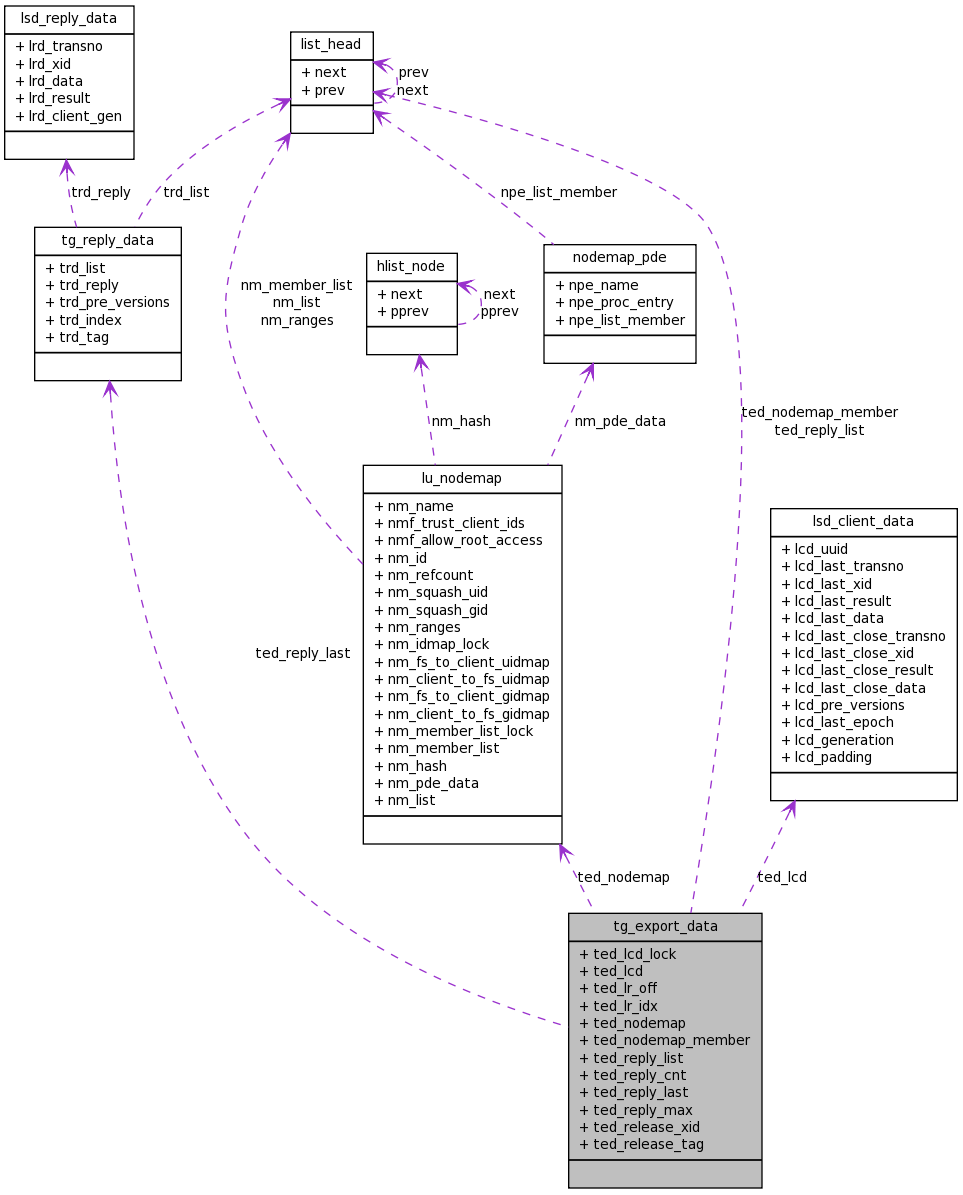 lsd_reply_data
+ lrd_transno
+ lrd_xid
+ lrd_data
+ lrd_result
+ lrd_client_gen
list_head
+ next
+ prev
prev
next
trd_reply
trd_list
npe_list_member
tg_reply_data
+ trd_list
+ trd_reply
+ trd_pre_versions
+ trd_index
+ trd_tag
nm_member_list
nm_list
nm_ranges
hlist_node
+ next
+ pprev
next
pprev
nodemap_pde
+ npe_name
+ npe_proc_entry
+ npe_list_member
nm_hash
nm_pde_data
ted_nodemap_member
ted_reply_list
lu_nodemap
+ nm_name
+ nmf_trust_client_ids
+ nmf_allow_root_access
+ nm_id
+ nm_refcount
+ nm_squash_uid
+ nm_squash_gid
+ nm_ranges
+ nm_idmap_lock
+ nm_fs_to_client_uidmap
+ nm_client_to_fs_uidmap
+ nm_fs_to_client_gidmap
+ nm_client_to_fs_gidmap
+ nm_member_list_lock
+ nm_member_list
+ nm_hash
+ nm_pde_data
+ nm_list
lsd_client_data
+ lcd_uuid
+ lcd_last_transno
+ lcd_last_xid
+ lcd_last_result
+ lcd_last_data
+ lcd_last_close_transno
+ lcd_last_close_xid
+ lcd_last_close_result
+ lcd_last_close_data
+ lcd_pre_versions
+ lcd_last_epoch
+ lcd_generation
+ lcd_padding
ted_reply_last
ted_nodemap
ted_lcd
tg_export_data
+ ted_lcd_lock
+ ted_lcd
+ ted_lr_off
+ ted_lr_idx
+ ted_nodemap
+ ted_nodemap_member
+ ted_reply_list
+ ted_reply_cnt
+ ted_reply_last
+ ted_reply_max
+ ted_release_xid
+ ted_release_tag